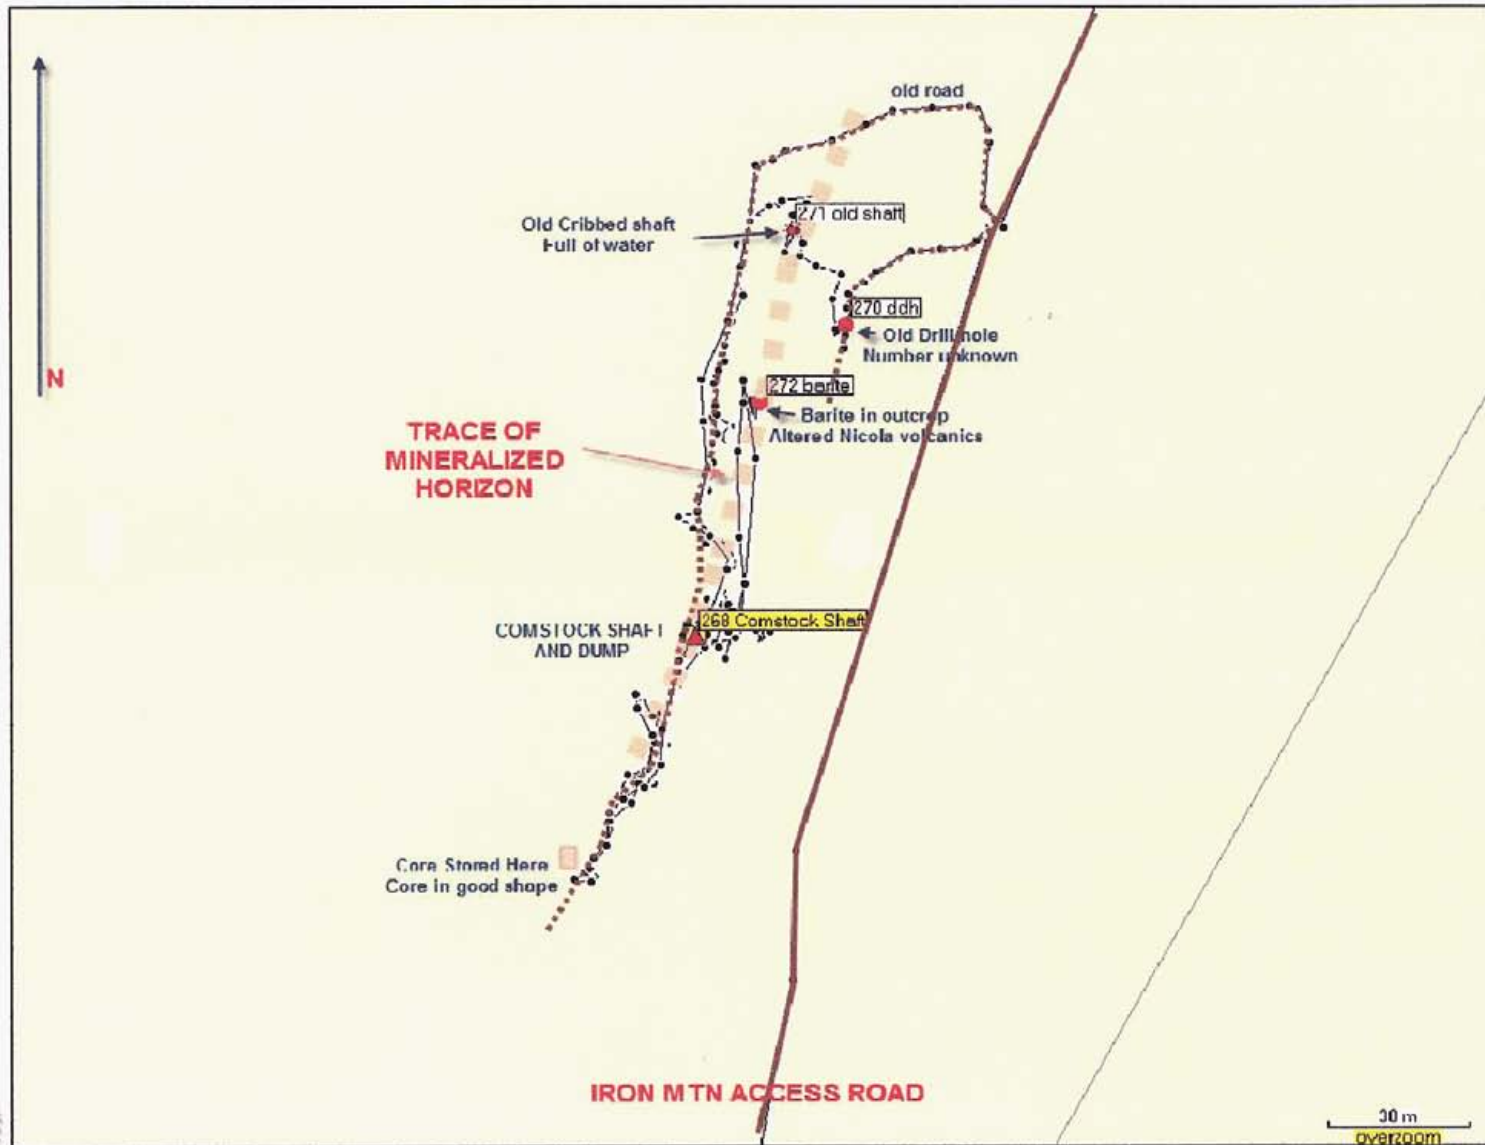 old road
271 old shaft
Old Cribbed shaft
Full of water
270 ddh
Old Drill hole
Number unknown
N
272 barite
Barite in outcrop
Altered Nicola volcanics
TRACE OF
MINERALIZED
HORIZON
268 Comstock Shaft
COMSTOCK SHAFT
AND DUMP
Core Stored Here
Core in good shape
IRON MTN ACCESS ROAD
30 m
overzoom